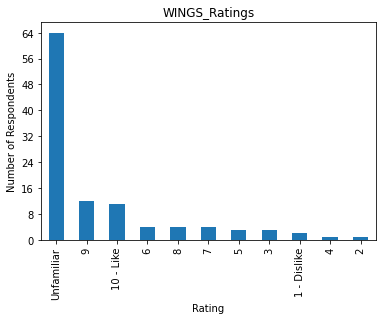 WINGS_Ratings
Number of Respondents
64
56
48
40
32
24
16
8
0
Unfamiliar
9
10 - Like
6
8
7
5
3
1 - Dislike
4
2
Rating